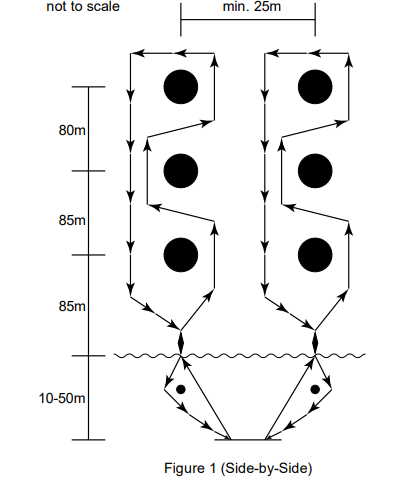 not to scale
min. 25m
80m
85m
85m
10-50m
Figure 1 (Side-by-Side)